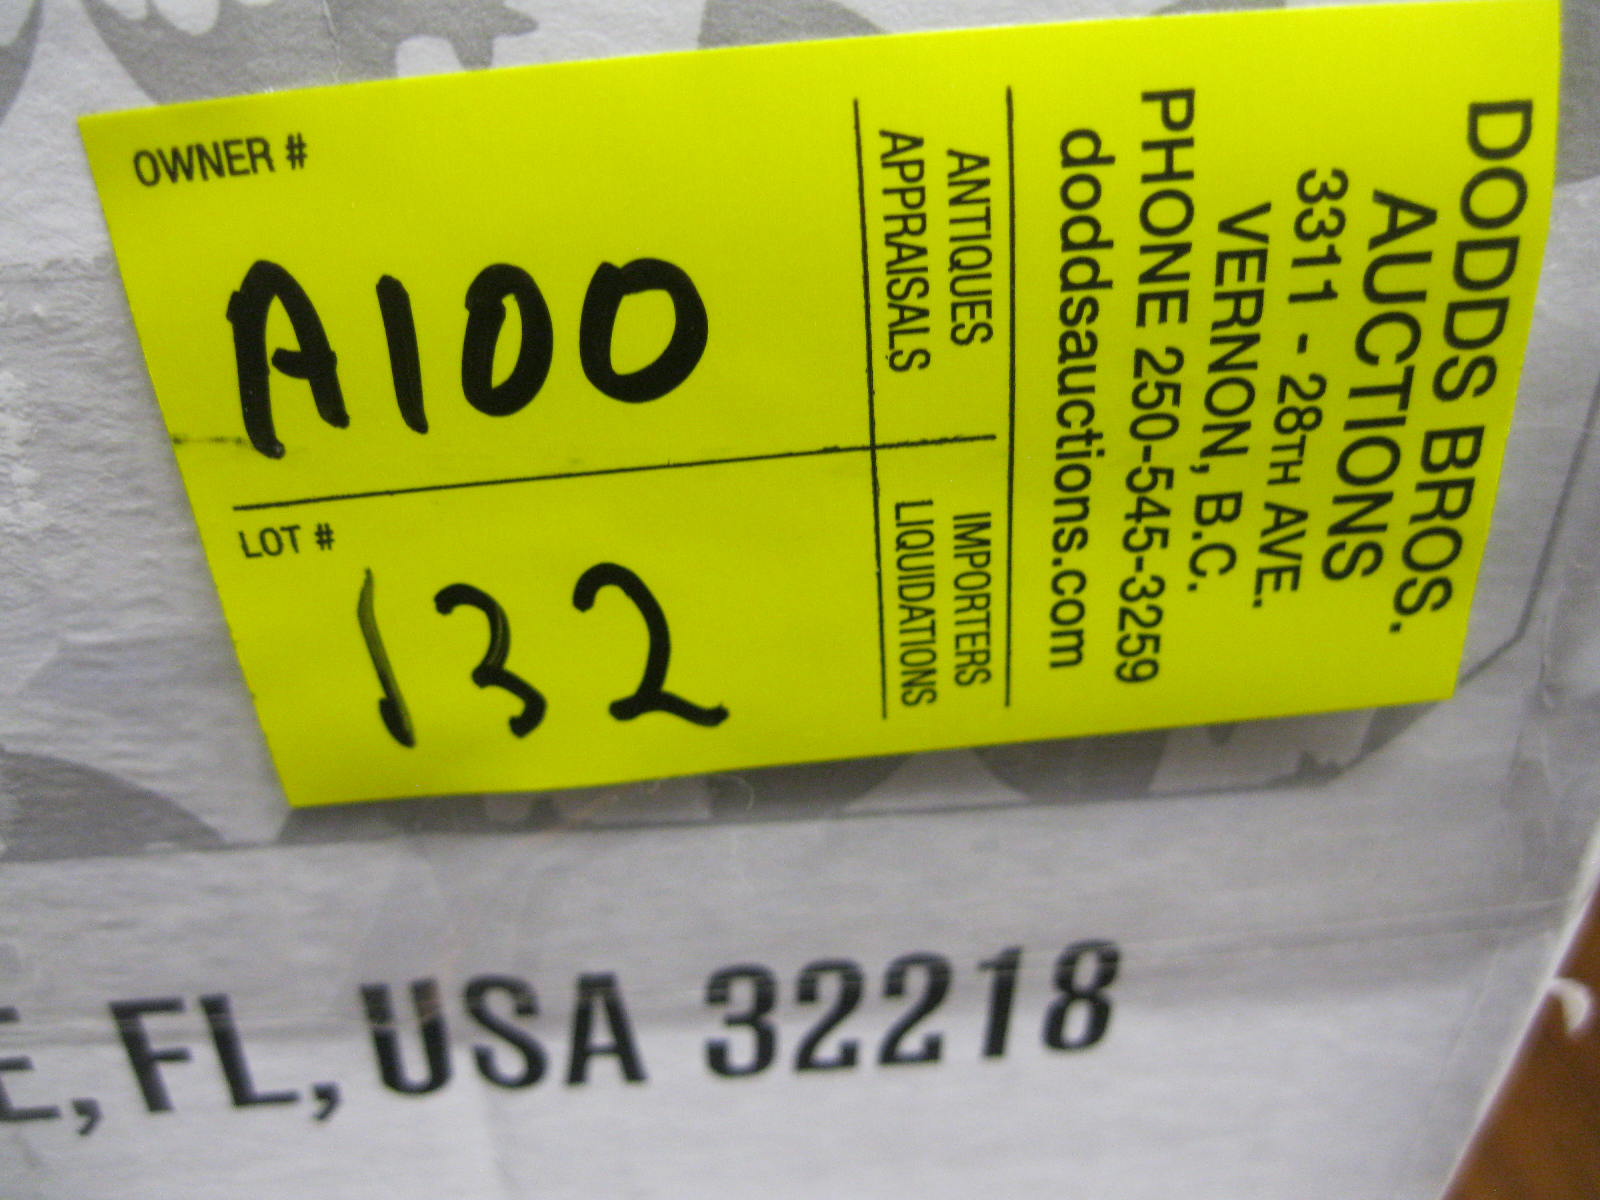 DODDS BROS.
AUCTIONS
3311 - 28TH AVE.
VERNON, B.C.
PHONE 250-545-3259
doddsauctions.com
ANTIQUES
APPRAISALS
IMPORTERS
LIQUIDATIONS
OWNER #
A100
LOT #
132
E, FL, USA 32218